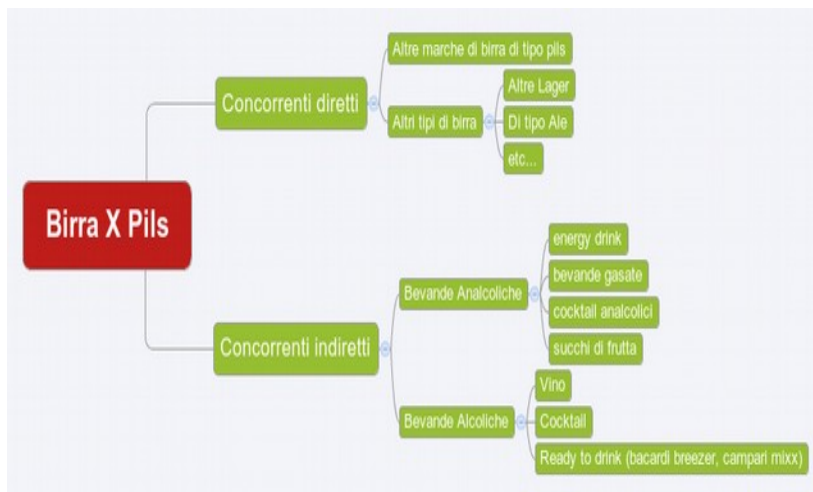 Birra X Pils
Concorrenti diretti
Altre marche di birra di tipo pils
Altri tipi di birra
Altre Lager
Di tipo Ale
etc...
Concorrenti indiretti
Bevande Analcoliche
energy drink
bevande gasate
cocktail analcolici
succhi di frutta
Bevande Alcoliche
Vino
Cocktail
Ready to drink (bacardi breezer, campari mixx)